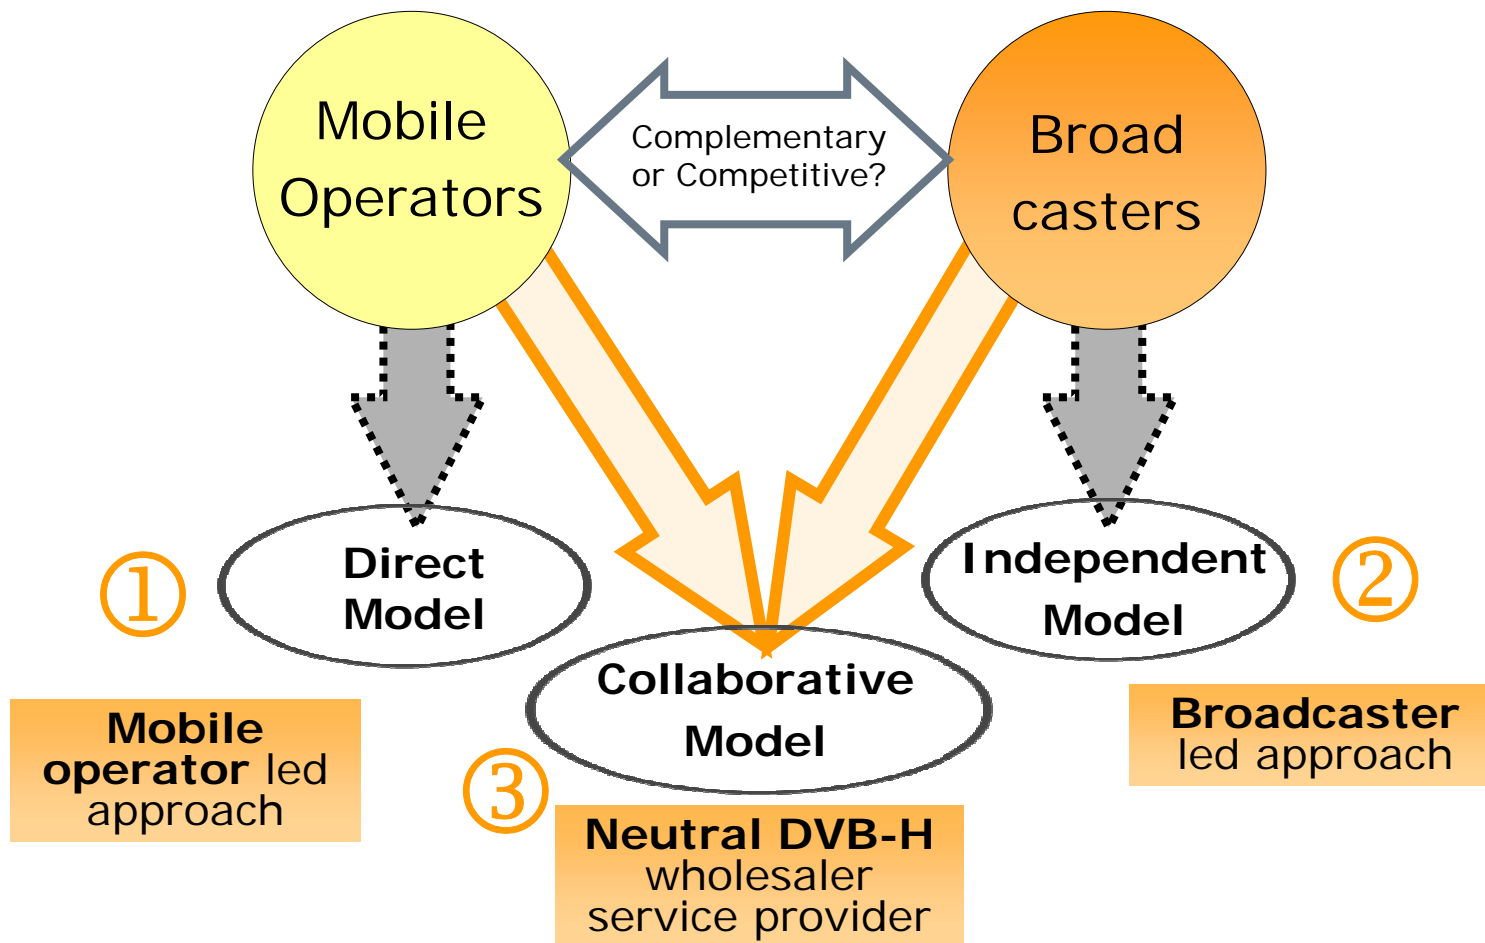 Mobile
Operators
Complementary
or Competitive?
Broad
casters
①
Direct
Model
Independent
Model
②
Collaborative
Model
③
Mobile
operator led
approach
Broadcaster
led approach
Neutral DVB-H
wholesaler
service provider